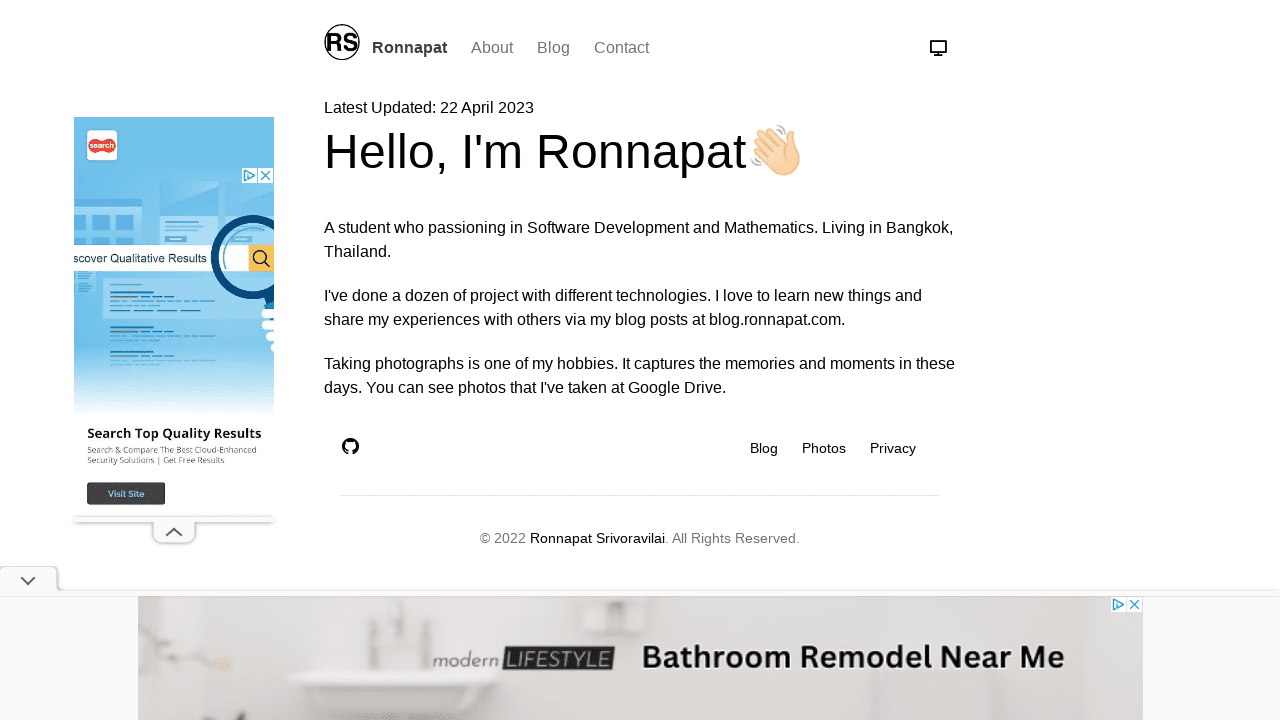 RS Ronnapat About Blog Contact
Latest Updated: 22 April 2023
Hello, I'm Ronnapat👋🏻
A student who passioning in Software Development and Mathematics. Living in Bangkok,
Thailand.
I've done a dozen of project with different technologies. I love to learn new things and
share my experiences with others via my blog posts at blog.ronnapat.com.
Taking photographs is one of my hobbies. It captures the memories and moments in these
days. You can see photos that I've taken at Google Drive.
Blog Photos Privacy
© 2022 Ronnapat Srivoravilai. All Rights Reserved.
search
scover Qualitative Results
Search Top Quality Results
Search & Compare The Best Cloud-Enhanced
Security Solutions | Get Free Results
Visit Site
modern LIFESTYLE Bathroom Remodel Near Me